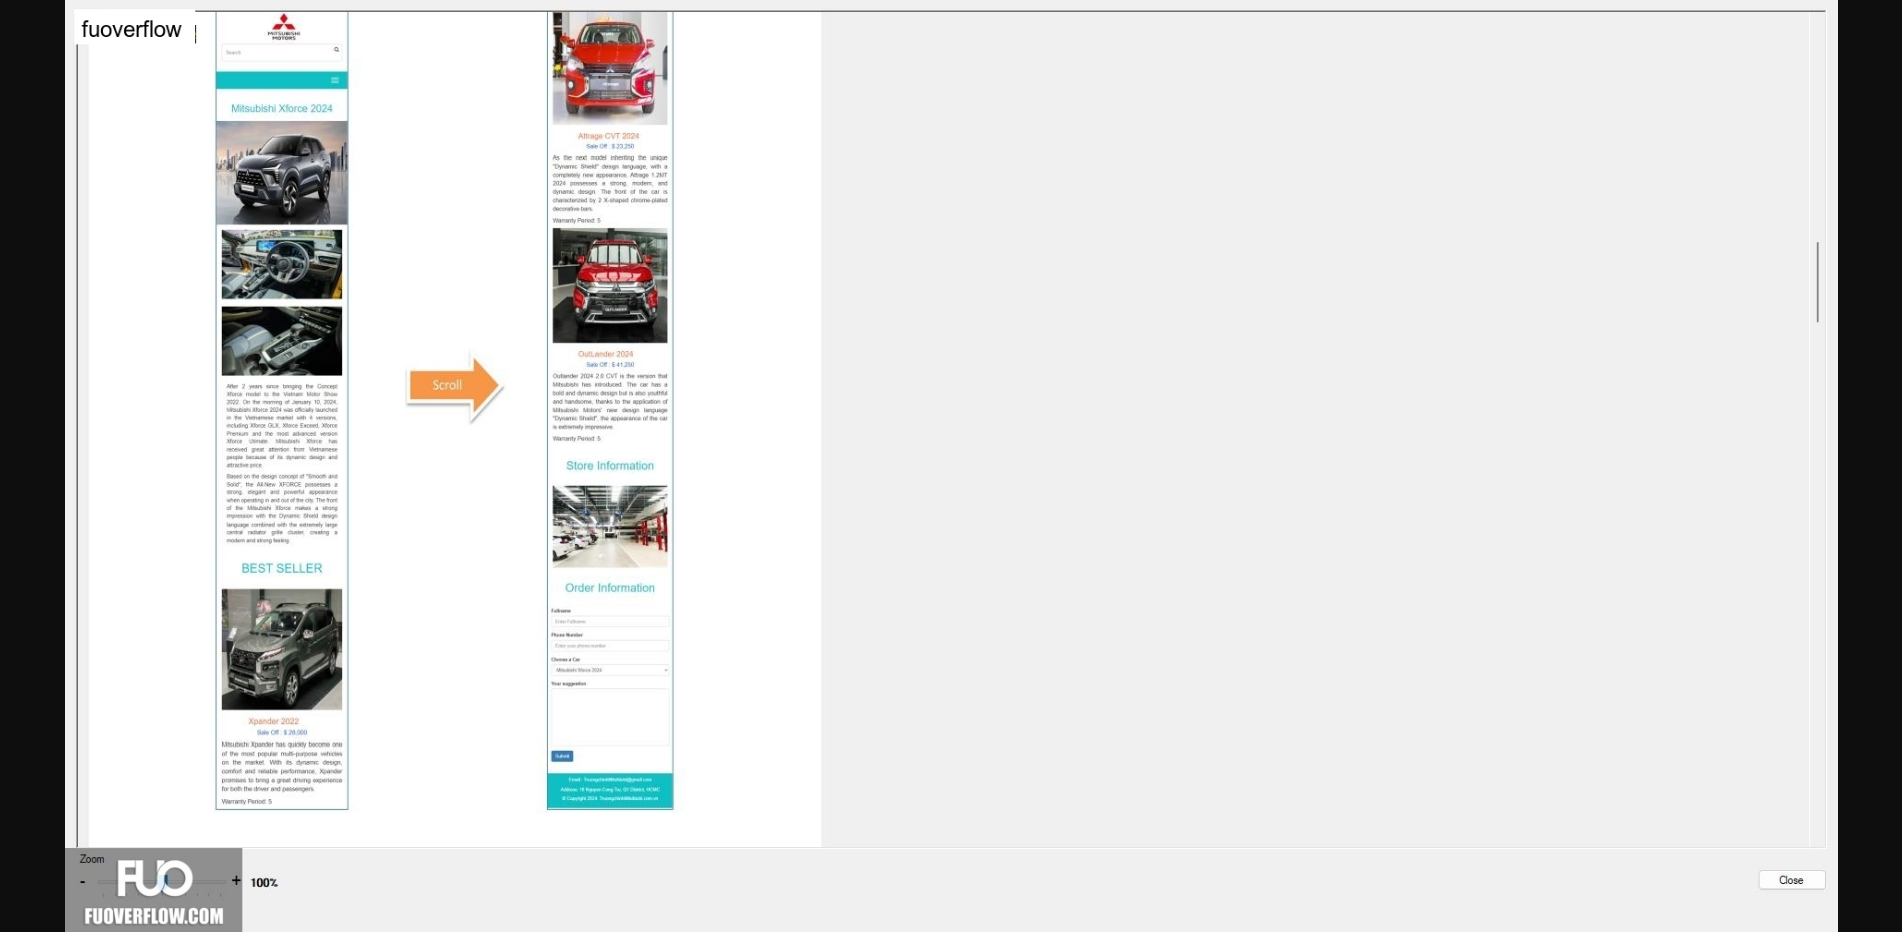 fuoverflow
MITSUBISHI
MOTORS
Search
Mitsubishi Xforce 2024
After 2 years since bringing the Concept
Xforce model to the Vietnam Motor Show
2022. On the morning of January 10, 2024,
Mitsubishi Xforce 2024 was officially launched
in the Vietnamese market with 4 versions,
including Xforce GLX, Xforce Exceed, Xforce
Premium and the most advanced version
Xforce Utimate. Mitsubishi Xforce has
received great attention from Vietnamese
people because of its dynamic design and
attractive price.
Based on the design concept of "Smooth and
Solid", the All-New XFORCE possesses a
strong, elegant and powerful appearance
when operating in and out of the city. The front
of the Mitsubishi Xforce makes a strong
impression with the Dynamic Shield design
language combined with the extremely large
central radiator grille cluster, creating a
modern and strong feeling.
BEST SELLER
Xpander 2022
Sale Off : $ 28,000
Mitsubishi Xpander has quickly become one
of the most popular multi-purpose vehicles
on the market. With its dynamic design,
comfort and reliable performance, Xpander
promises to bring a great driving experience
for both the driver and passengers.
Warranty Period: 5
Scroll
Attrage CVT 2024
Sale Off : $ 23,250
As the next model inheriting the unique
"Dynamic Shield" design language, with a
completely new appearance, Attrage 1.2MT
2024 possesses a strong, modern, and
dynamic design. The front of the car is
characterized by 2 X-shaped chrome-plated
decorative bars.
Warranty Period: 5
OUTLANDER
OutLander 2024
Sale Off : $ 41,250
Outlander 2024 2.0 CVT is the version that
Mitsubishi has introduced. The car has a
bold and dynamic design but is also youthful
and handsome, thanks to the application of
Mitsubishi Motors' new design language
"Dynamic Shield", the appearance of the car
is extremely impressive.
Warranty Period: 5
Store Information
Order Information
Fullname
Enter Fullname
Phone Number
Enter your phone number
Choose a Car
Mitsubishi Xforce 2024
Your suggestion
Submit
Zoom
- + 100%
Close
FUO
FUOVERFLOW.COM